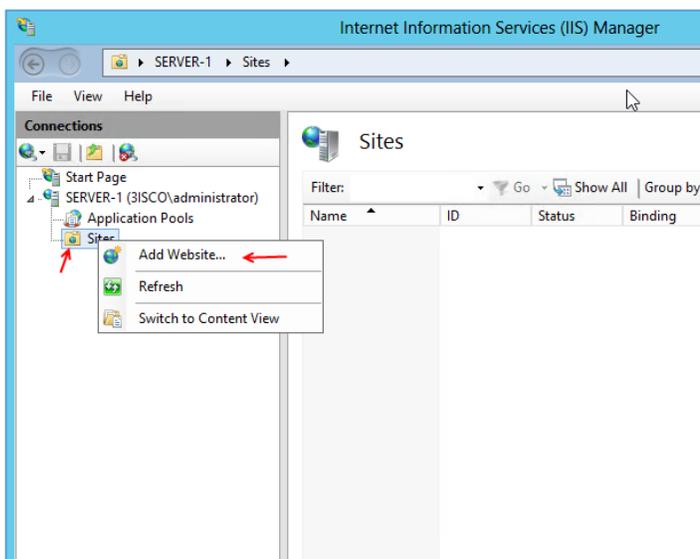 Internet Information Services (IIS) Manager
SERVER-1 Sites
File View Help
Connections
Sites
Start Page
SERVER-1 (3ISCO\administrator)
Application Pools
Sites
Add Website...
Refresh
Switch to Content View
Filter: Go Show All Group by
Name ID Status Binding